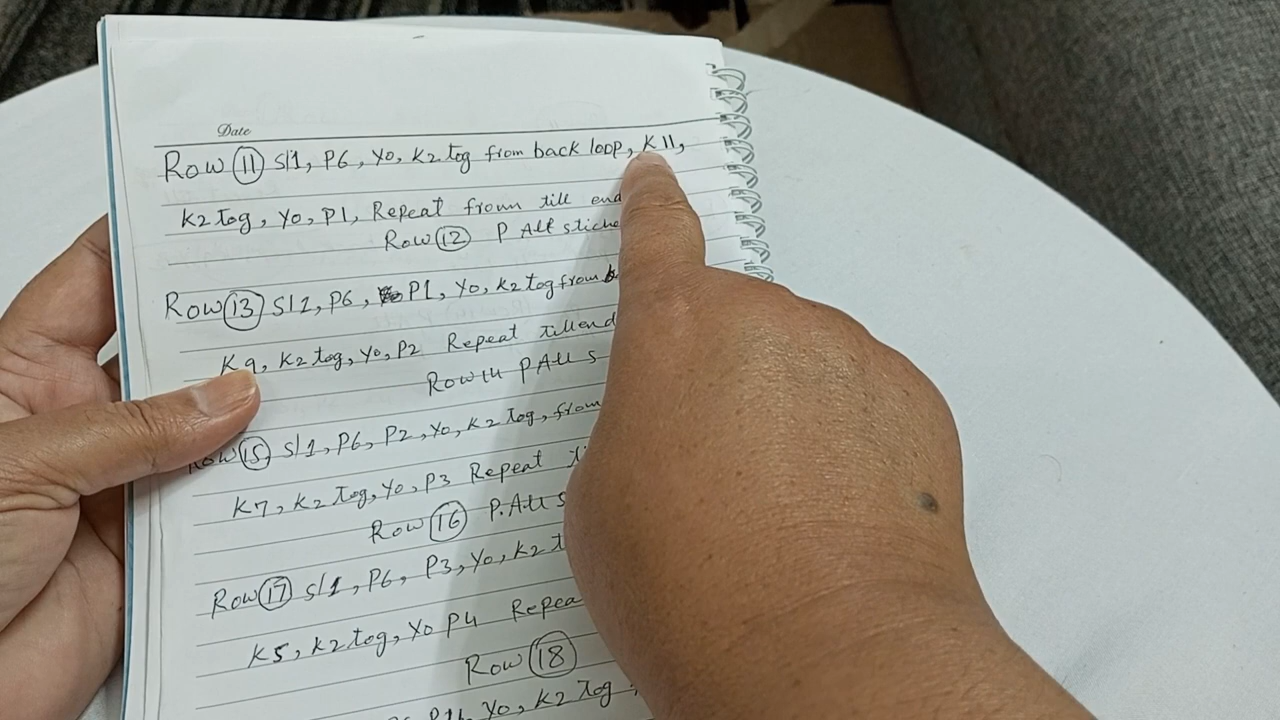 Date
Row 11 Sl1, P6, Yo, K2 tog from back loop, K11,
K2 tog, Yo, P1, Repeat from till end
Row 12 P All stiche
Row 13 Sl1, P6, P1, Yo, K2 tog from
K9, K2 tog, Yo, P2 Repeat till end
Row 14 P All s
Row 15 Sl1, P6, P2, Yo, K2 tog, from
K7, K2 tog, Yo, P3 Repeat
Row 16 P. All s
Row 17 Sl1, P6, P3, Yo, K2 t
K5, K2 tog, Yo P4 Repea
Row 18
P4, Yo, K2 tog,